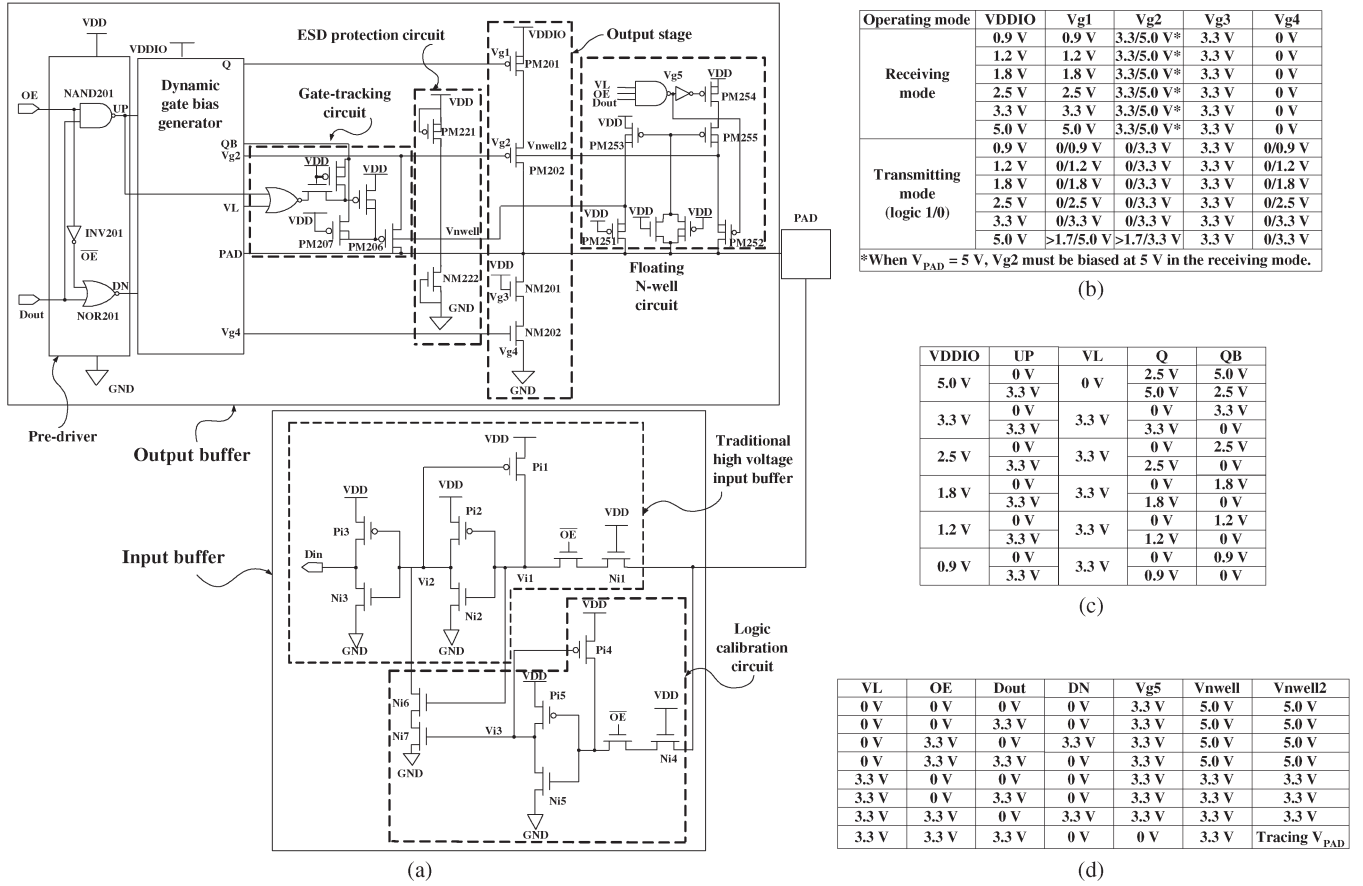 VDD
VDDIO
OE
NAND201
UP
Dynamic
gate bias
generator
Q
QB
Vg2
VL
PAD
Vg4
INV201
OE
DN
Dout
NOR201
GND
Pre-driver
Output buffer
Gate-tracking
circuit
VDD
VDD
VDD
PM207
PM206
ESD protection circuit
VDD
PM221
Vnwell
NM222
GND
VDDIO
Vg1
PM201
Output stage
Vg2
Vnwell2
PM202
VDD
Vg3
NM201
NM202
Vg4
GND
VL
OE
Dout
Vg5
VDD
PM254
VDD
PM253
PM255
VDD
VDD
VDD
PM251
PM252
Floating
N-well
circuit
PAD
Input buffer
Traditional
high voltage
input buffer
VDD
Pi1
VDD
Pi3
VDD
Pi2
Din
Vi2
Vi1
OE
VDD
Ni1
Ni3
Ni2
GND
GND
Logic
calibration
circuit
VDD
Pi4
VDD
Pi5
VDD
OE
Ni4
Ni6
Ni7
Vi3
GND
Ni5
GND
(a)
Operating mode VDDIO Vg1 Vg2 Vg3 Vg4
Receiving mode
0.9 V 0.9 V 3.3/5.0 V* 3.3 V 0 V
1.2 V 1.2 V 3.3/5.0 V* 3.3 V 0 V
1.8 V 1.8 V 3.3/5.0 V* 3.3 V 0 V
2.5 V 2.5 V 3.3/5.0 V* 3.3 V 0 V
3.3 V 3.3 V 3.3/5.0 V* 3.3 V 0 V
5.0 V 5.0 V 3.3/5.0 V* 3.3 V 0 V
Transmitting mode (logic 1/0)
0.9 V 0/0.9 V 0/3.3 V 3.3 V 0/0.9 V
1.2 V 0/1.2 V 0/3.3 V 3.3 V 0/1.2 V
1.8 V 0/1.8 V 0/3.3 V 3.3 V 0/1.8 V
2.5 V 0/2.5 V 0/3.3 V 3.3 V 0/2.5 V
3.3 V 0/3.3 V 0/3.3 V 3.3 V 0/3.3 V
5.0 V >1.7/5.0 V >1.7/3.3 V 3.3 V 0/3.3 V
*When VPAD = 5 V, Vg2 must be biased at 5 V in the receiving mode.
(b)
VDDIO UP VL Q QB
5.0 V 0 V 0 V 2.5 V 5.0 V
3.3 V 5.0 V 2.5 V
3.3 V 0 V 3.3 V 0 V 3.3 V
3.3 V 3.3 V 0 V
2.5 V 0 V 3.3 V 0 V 2.5 V
3.3 V 2.5 V 0 V
1.8 V 0 V 3.3 V 0 V 1.8 V
3.3 V 1.8 V 0 V
1.2 V 0 V 3.3 V 0 V 1.2 V
3.3 V 1.2 V 0 V
0.9 V 0 V 3.3 V 0 V 0.9 V
3.3 V 0.9 V 0 V
(c)
VL OE Dout DN Vg5 Vnwell Vnwell2
0 V 0 V 0 V 0 V 3.3 V 5.0 V 5.0 V
0 V 0 V 3.3 V 0 V 3.3 V 5.0 V 5.0 V
0 V 3.3 V 0 V 3.3 V 3.3 V 5.0 V 5.0 V
0 V 3.3 V 3.3 V 0 V 3.3 V 5.0 V 5.0 V
3.3 V 0 V 0 V 0 V 3.3 V 3.3 V 3.3 V
3.3 V 0 V 3.3 V 0 V 3.3 V 3.3 V 3.3 V
3.3 V 3.3 V 0 V 3.3 V 3.3 V 3.3 V 3.3 V
3.3 V 3.3 V 3.3 V 0 V 0 V 3.3 V Tracing VPAD
(d)